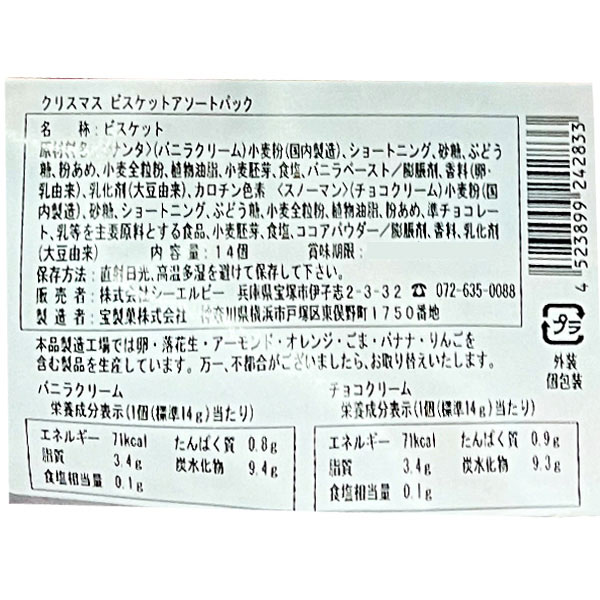 クリスマス ビスケットアソートパック
名 称:ビスケット
サンタ>(バニラクリーム)小麦粉(国内製造)、ショートニング、砂糖、ぶどう
糖、粉あめ、小麦全粒粉、植物油脂、小麦胚芽、食塩、バニラペースト/膨脹剤、香料(卵・
乳由来)、乳化剤(大豆由来)、カロチン色素 <スノーマン>(チョコクリーム)小麦粉(国
内製造)、砂糖、ショートニング、ぶどう糖、小麦全粒粉、植物油脂、粉あめ、準チョコレー
ト、乳等を主要原料とする食品、小麦胚芽、食塩、ココアパウダー/膨脹剤、香料、乳化剤
(大豆由来) 内 容 量:14個 賞味期限:
保存方法:直射日光、高温多湿を避けて保存して下さい。
販 売 者:株式会社シーエルビー 兵庫県宝塚市伊孑志2-3-32 ☎ 072-635-0088
製 造 者:宝製菓株式会社 神奈川県横浜市戸塚区東俣野町1750番地
4 523899 242833
プラ
外装
個包装
本品製造工場では卵・落花生・アーモンド・オレンジ・ごま・バナナ・りんごを
含む製品を生産しています。万一、不都合がございましたら、お取り替えいたします。
バニラクリーム
栄養成分表示(1個(標準14g)当たり)
エネルギー 71kcal たんぱく質 0.8g
脂質 3.4g 炭水化物 9.4g
食塩相当量 0.1g
チョコクリーム
栄養成分表示(1個(標準14g)当たり)
エネルギー 71kcal たんぱく質 0.9g
脂質 3.4g 炭水化物 9.3g
食塩相当量 0.1g